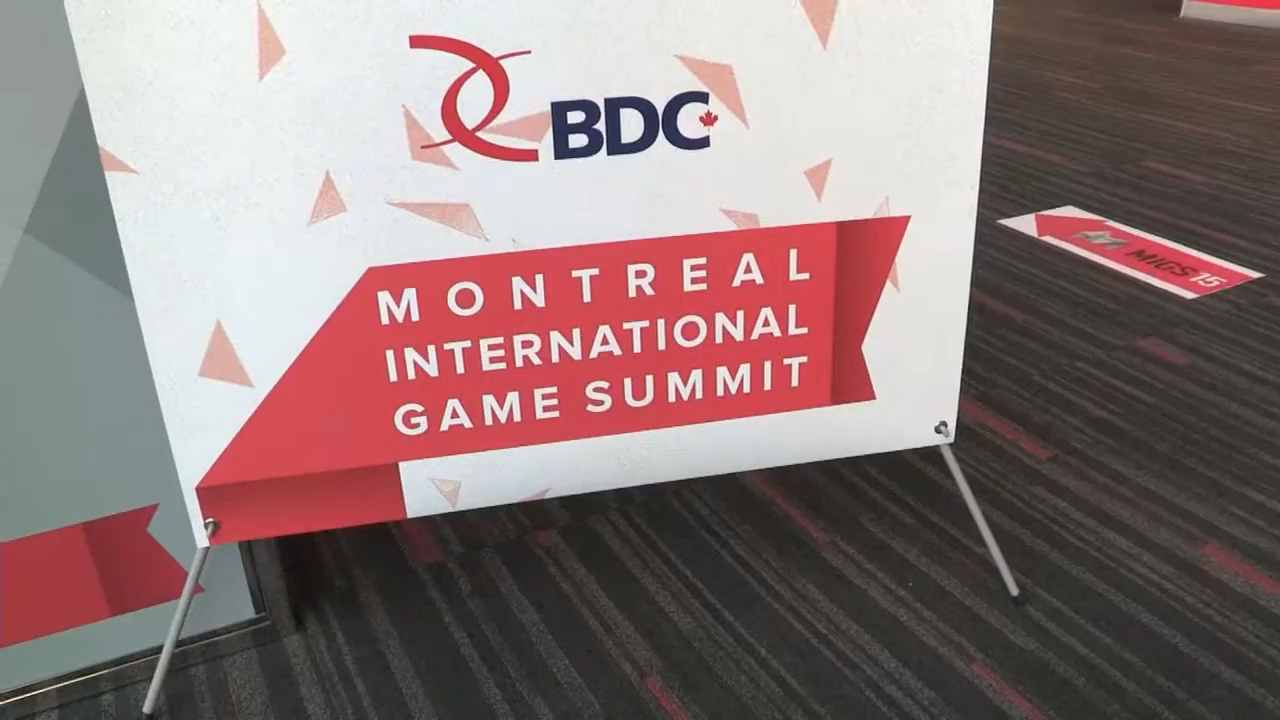 BDC
MONTREAL
INTERNATIONAL
GAME SUMMIT
MIGS15